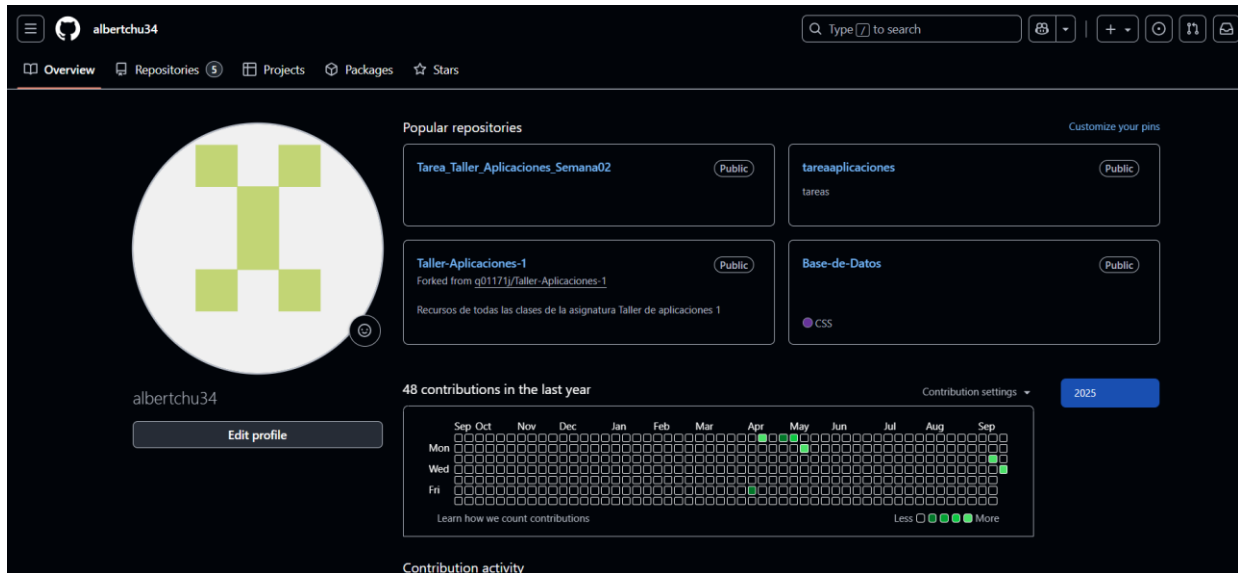 albertchu34
Type / to search
Overview Repositories 5 Projects Packages Stars
Popular repositories
Customize your pins
Tarea_Taller_Aplicaciones_Semana02 Public
tareaaplicaciones Public
tareas
Taller-Aplicaciones-1 Public
Forked from q01171j/Taller-Aplicaciones-1
Recursos de todas las clases de la asignatura Taller de aplicaciones 1
Base-de-Datos Public
CSS
albertchu34
Edit profile
48 contributions in the last year
Contribution settings
2025
Sep Oct Nov Dec Jan Feb Mar Apr May Jun Jul Aug Sep
Mon
Wed
Fri
Learn how we count contributions
Less More
Contribution activity